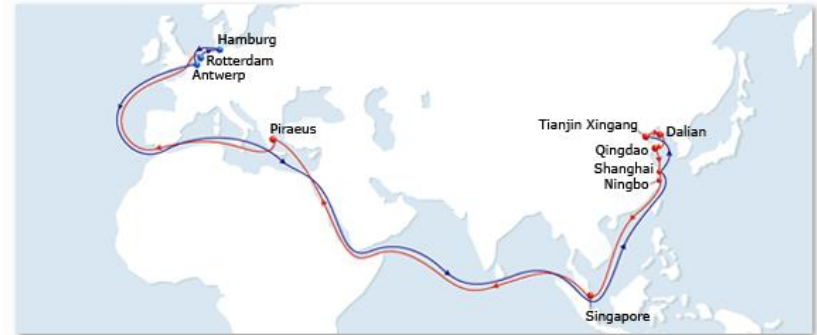 Hamburg
Rotterdam
Antwerp
Piraeus
Tianjin Xingang
Dalian
Qingdao
Shanghai
Ningbo
Singapore